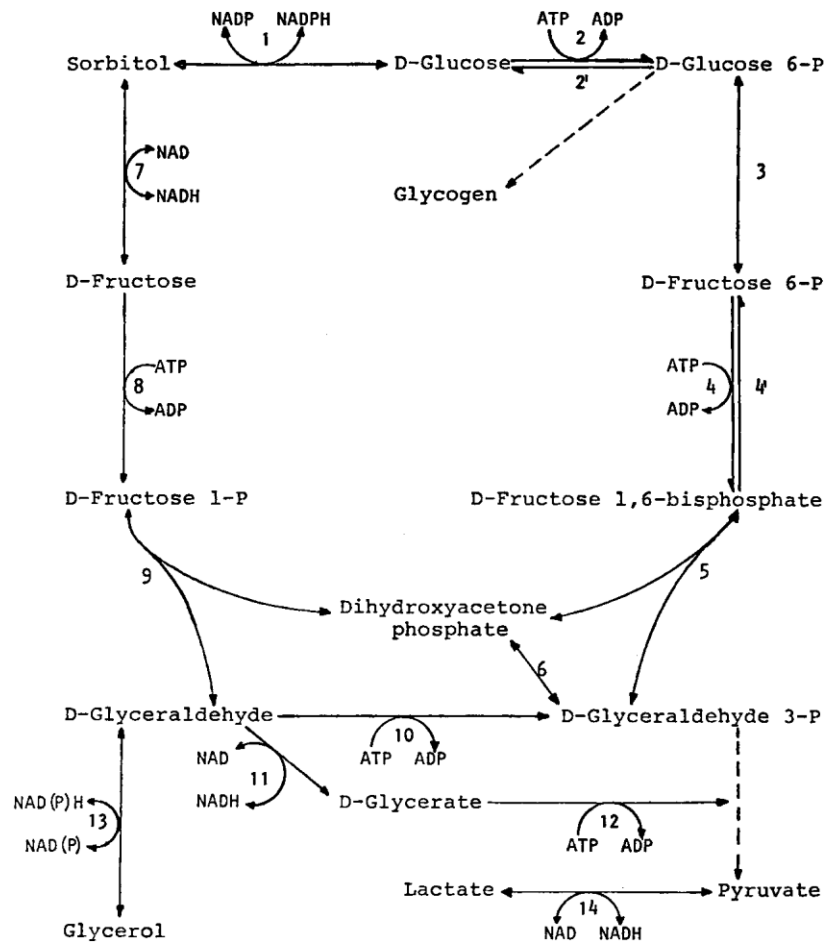 NADP NADPH ATP ADP
1 2
Sorbitol D-Glucose D-Glucose 6-P
2'
NAD
7 3
NADH Glycogen
D-Fructose D-Fructose 6-P
ATP ATP
8 4 4'
ADP ADP
D-Fructose 1-P D-Fructose 1,6-bisphosphate
9 5
Dihydroxyacetone
phosphate
6
D-Glyceraldehyde D-Glyceraldehyde 3-P
10
NAD ATP ADP
11
NADH D-Glycerate
NAD(P)H
13 12
NAD(P) ATP ADP
Lactate Pyruvate
14
Glycerol NAD NADH